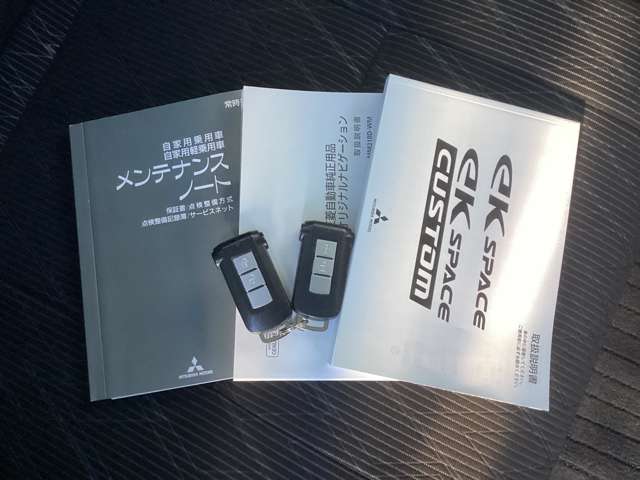 常時
自家用乗用車
自家用軽乗用車
メンテナンス
ノート
保証書/点検整備方式
点検整備記録簿/サービスネット
MITSUBISHI MOTORS
三菱自動車純正用品
オリジナルナビゲーション
取扱説明書
eK SPACE
eK SPACE
CUSTOM
取扱説明書